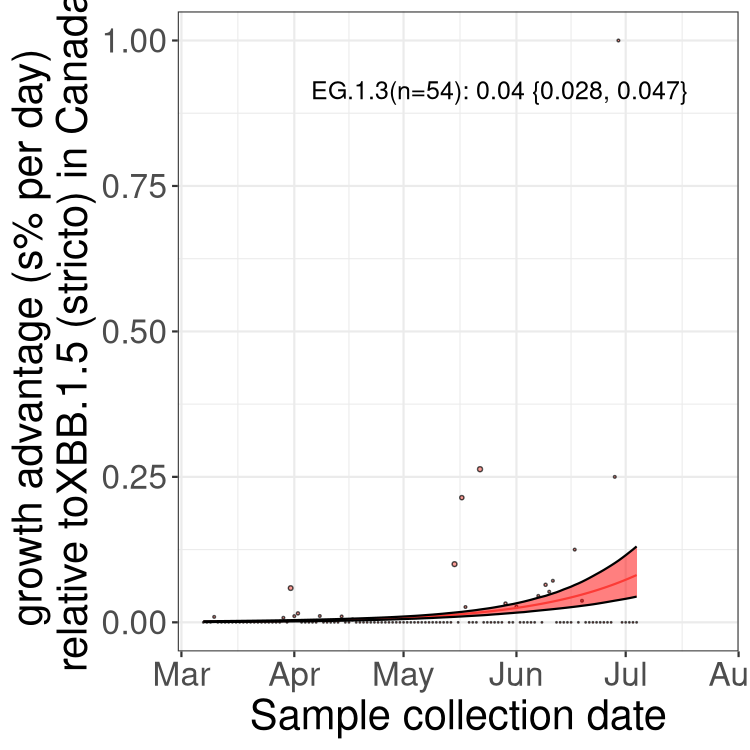 growth advantage (s% per day)
relative toXBB.1.5 (stricto) in Canada
1.00
0.75
0.50
0.25
0.00
EG.1.3(n=54): 0.04 {0.028, 0.047}
Mar Apr May Jun Jul Au
Sample collection date